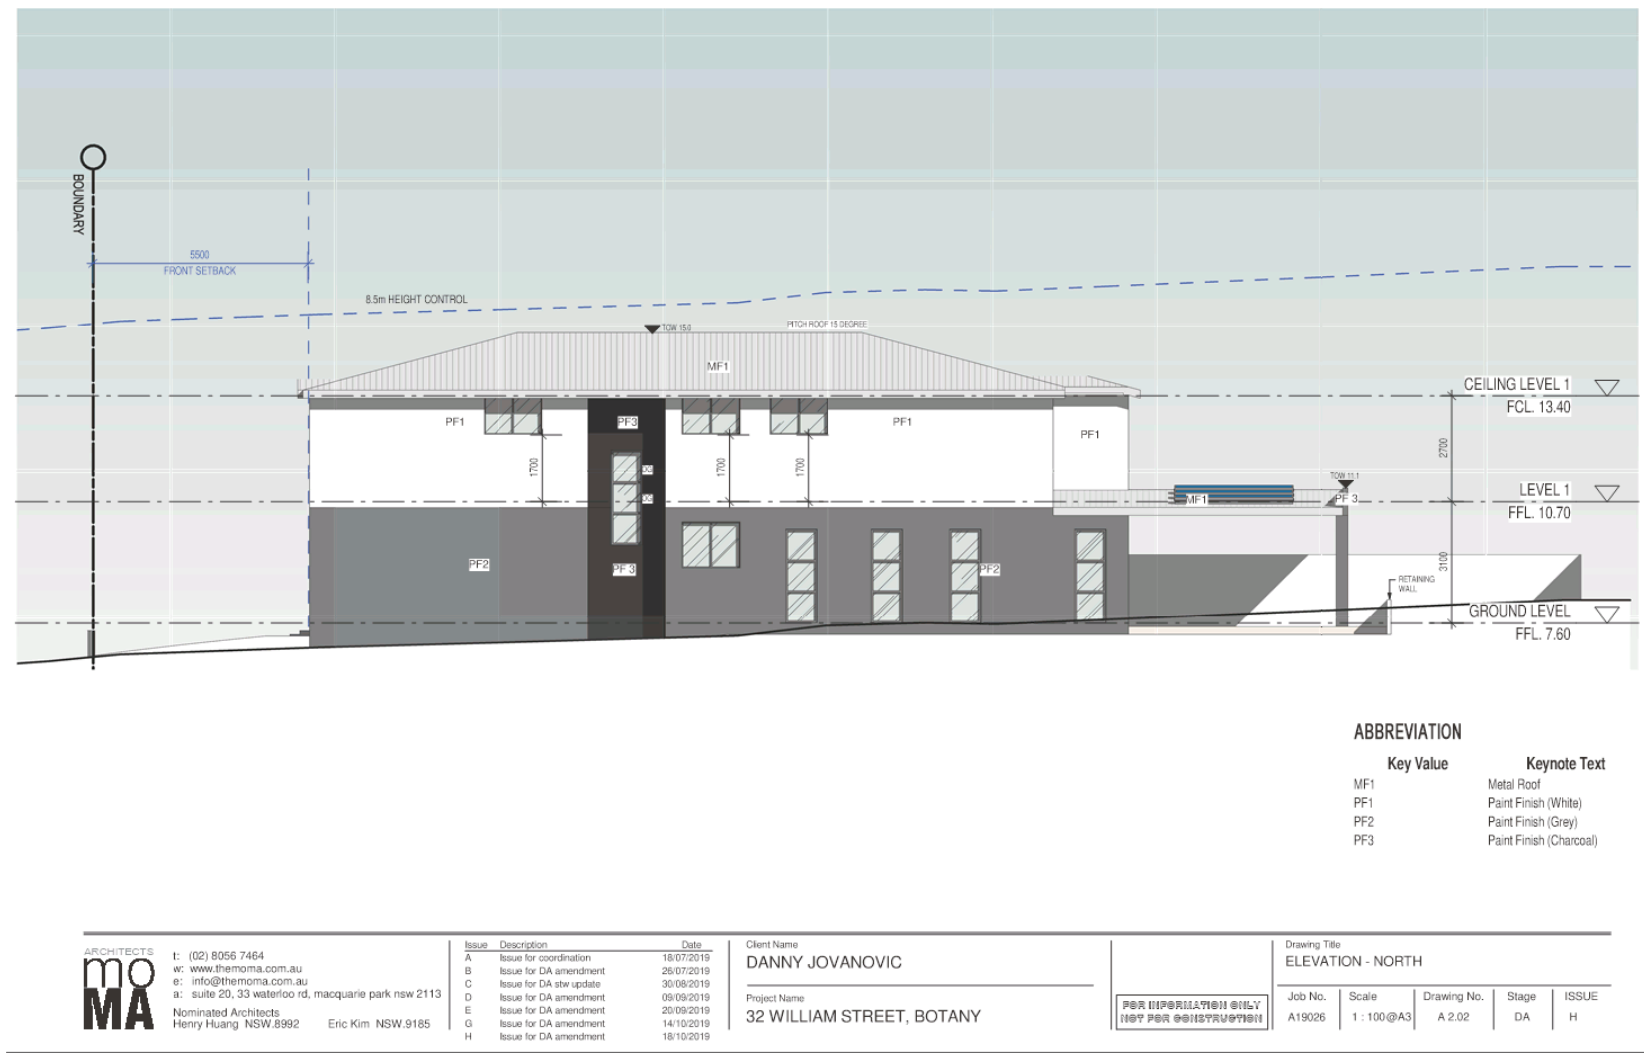 BOUNDARY
5500
FRONT SETBACK
8.5m HEIGHT CONTROL
TOW 15.0
PITCH ROOF 15 DEGREE
MF1
CEILING LEVEL 1
FCL. 13.40
PF1
PF3
PF1
PF1
1700
1700
1700
2700
TOW 11.1
MF1
PF 3
LEVEL 1
FFL. 10.70
PF2
PF 3
PF2
3100
RETAINING
WALL
GROUND LEVEL
FFL. 7.60
ABBREVIATION
Key Value Keynote Text
MF1 Metal Roof
PF1 Paint Finish (White)
PF2 Paint Finish (Grey)
PF3 Paint Finish (Charcoal)
ARCHITECTS
moMA
t: (02) 8056 7464
w: www.themoma.com.au
e: info@themoma.com.au
a: suite 20, 33 waterloo rd, macquarie park nsw 2113
Nominated Architects
Henry Huang NSW.8992 Eric Kim NSW.9185
Issue Description Date
A Issue for coordination 18/07/2019
B Issue for DA amendment 26/07/2019
C Issue for DA stw update 30/08/2019
D Issue for DA amendment 09/09/2019
E Issue for DA amendment 20/09/2019
G Issue for DA amendment 14/10/2019
H Issue for DA amendment 18/10/2019
Client Name
DANNY JOVANOVIC
Project Name
32 WILLIAM STREET, BOTANY
FOR INFORMATION ONLY
NOT FOR CONSTRUCTION
Drawing Title
ELEVATION - NORTH
Job No. Scale Drawing No. Stage ISSUE
A19026 1 : 100@A3 A 2.02 DA H